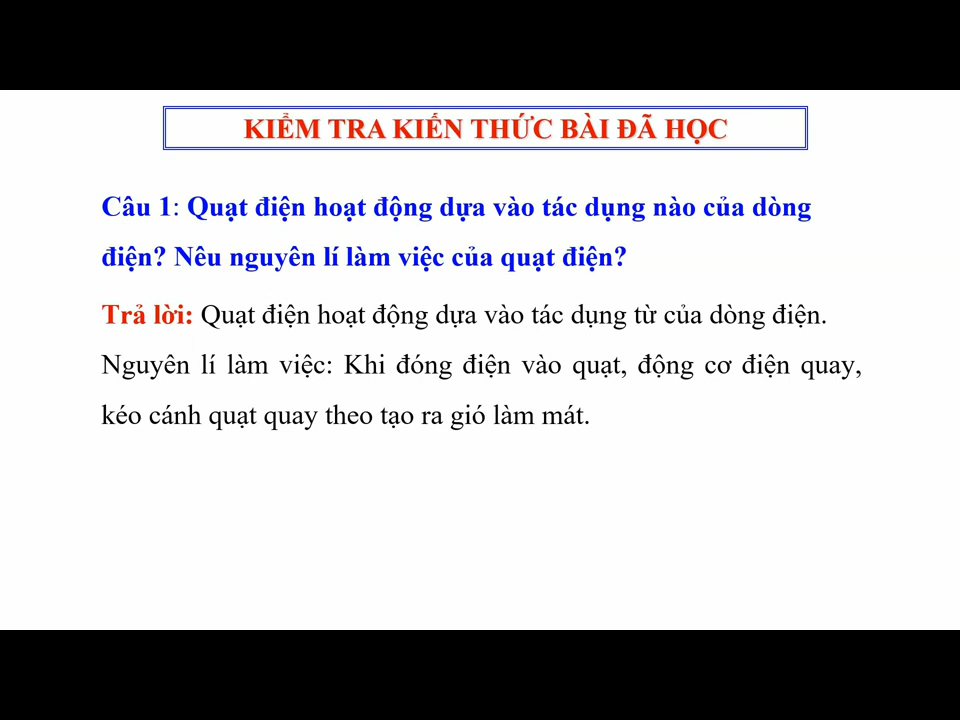 KIỂM TRA KIẾN THỨC BÀI ĐÃ HỌC
Câu 1: Quạt điện hoạt động dựa vào tác dụng nào của dòng
điện? Nêu nguyên lí làm việc của quạt điện?
Trả lời: Quạt điện hoạt động dựa vào tác dụng từ của dòng điện.
Nguyên lí làm việc: Khi đóng điện vào quạt, động cơ điện quay,
kéo cánh quạt quay theo tạo ra gió làm mát.